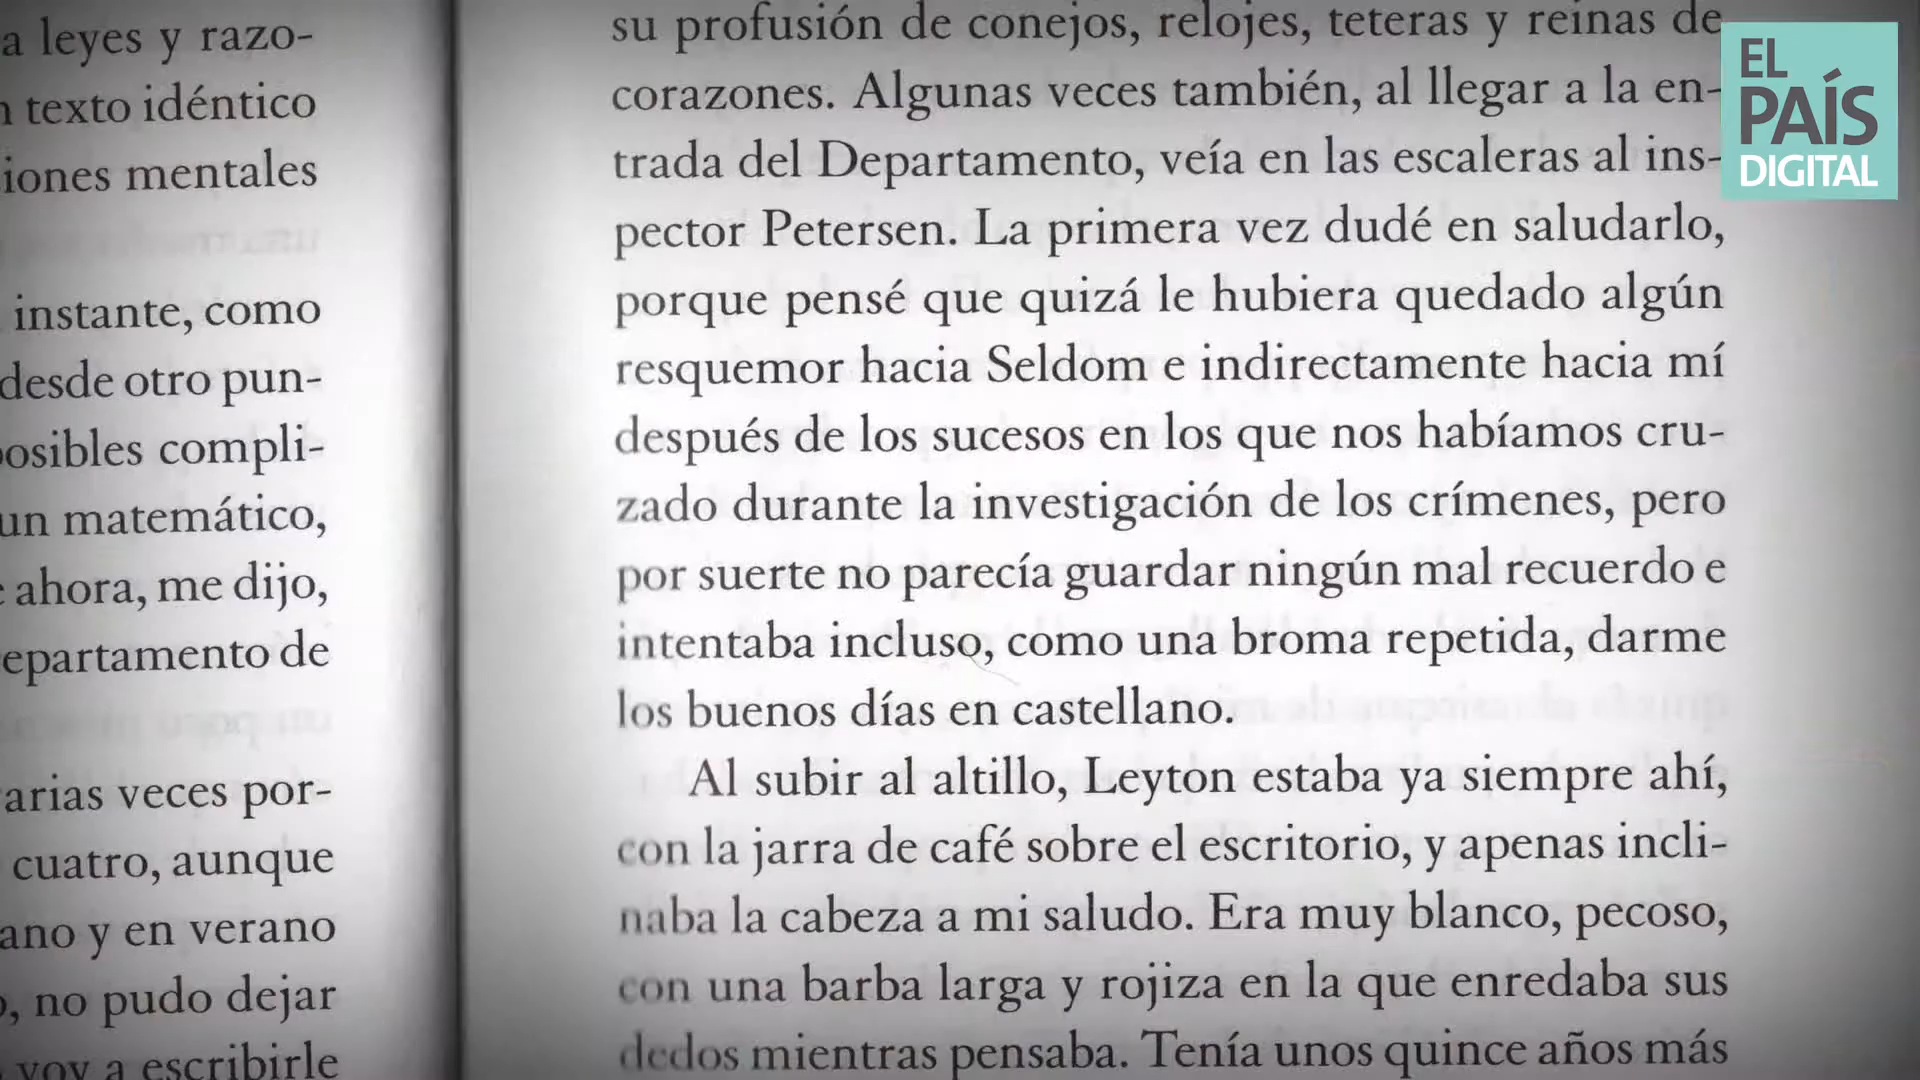 a leyes y razo-
texto idéntico
iones mentales
instante, como
desde otro pun-
osibles compli-
un matemático,
ahora, me dijo,
epartamento de
arias veces por-
cuatro, aunque
ano y en verano
, no pudo dejar
voy a escribirle
su profusión de conejos, relojes, teteras y reinas de
corazones. Algunas veces también, al llegar a la en-
trada del Departamento, veía en las escaleras al ins-
pector Petersen. La primera vez dudé en saludarlo,
porque pensé que quizá le hubiera quedado algún
resquemor hacia Seldom e indirectamente hacia mí
después de los sucesos en los que nos habíamos cru-
zado durante la investigación de los crímenes, pero
por suerte no parecía guardar ningún mal recuerdo e
intentaba incluso, como una broma repetida, darme
los buenos días en castellano.
Al subir al altillo, Leyton estaba ya siempre ahí,
con la jarra de café sobre el escritorio, y apenas incli-
naba la cabeza a mi saludo. Era muy blanco, pecoso,
con una barba larga y rojiza en la que enredaba sus
dedos mientras pensaba. Tenía unos quince años más
EL
PAÍS
DIGITAL